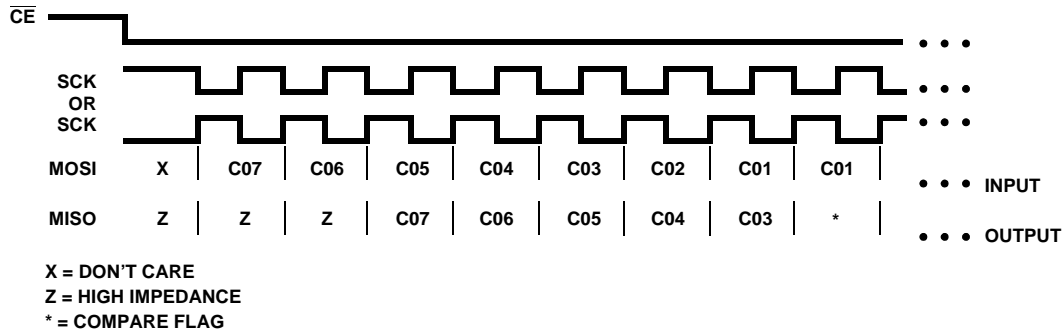 CE
SCK
OR
SCK
MOSI X C07 C06 C05 C04 C03 C02 C01 C01 • • • INPUT
MISO Z Z Z C07 C06 C05 C04 C03 * • • • OUTPUT
X = DON'T CARE
Z = HIGH IMPEDANCE
* = COMPARE FLAG